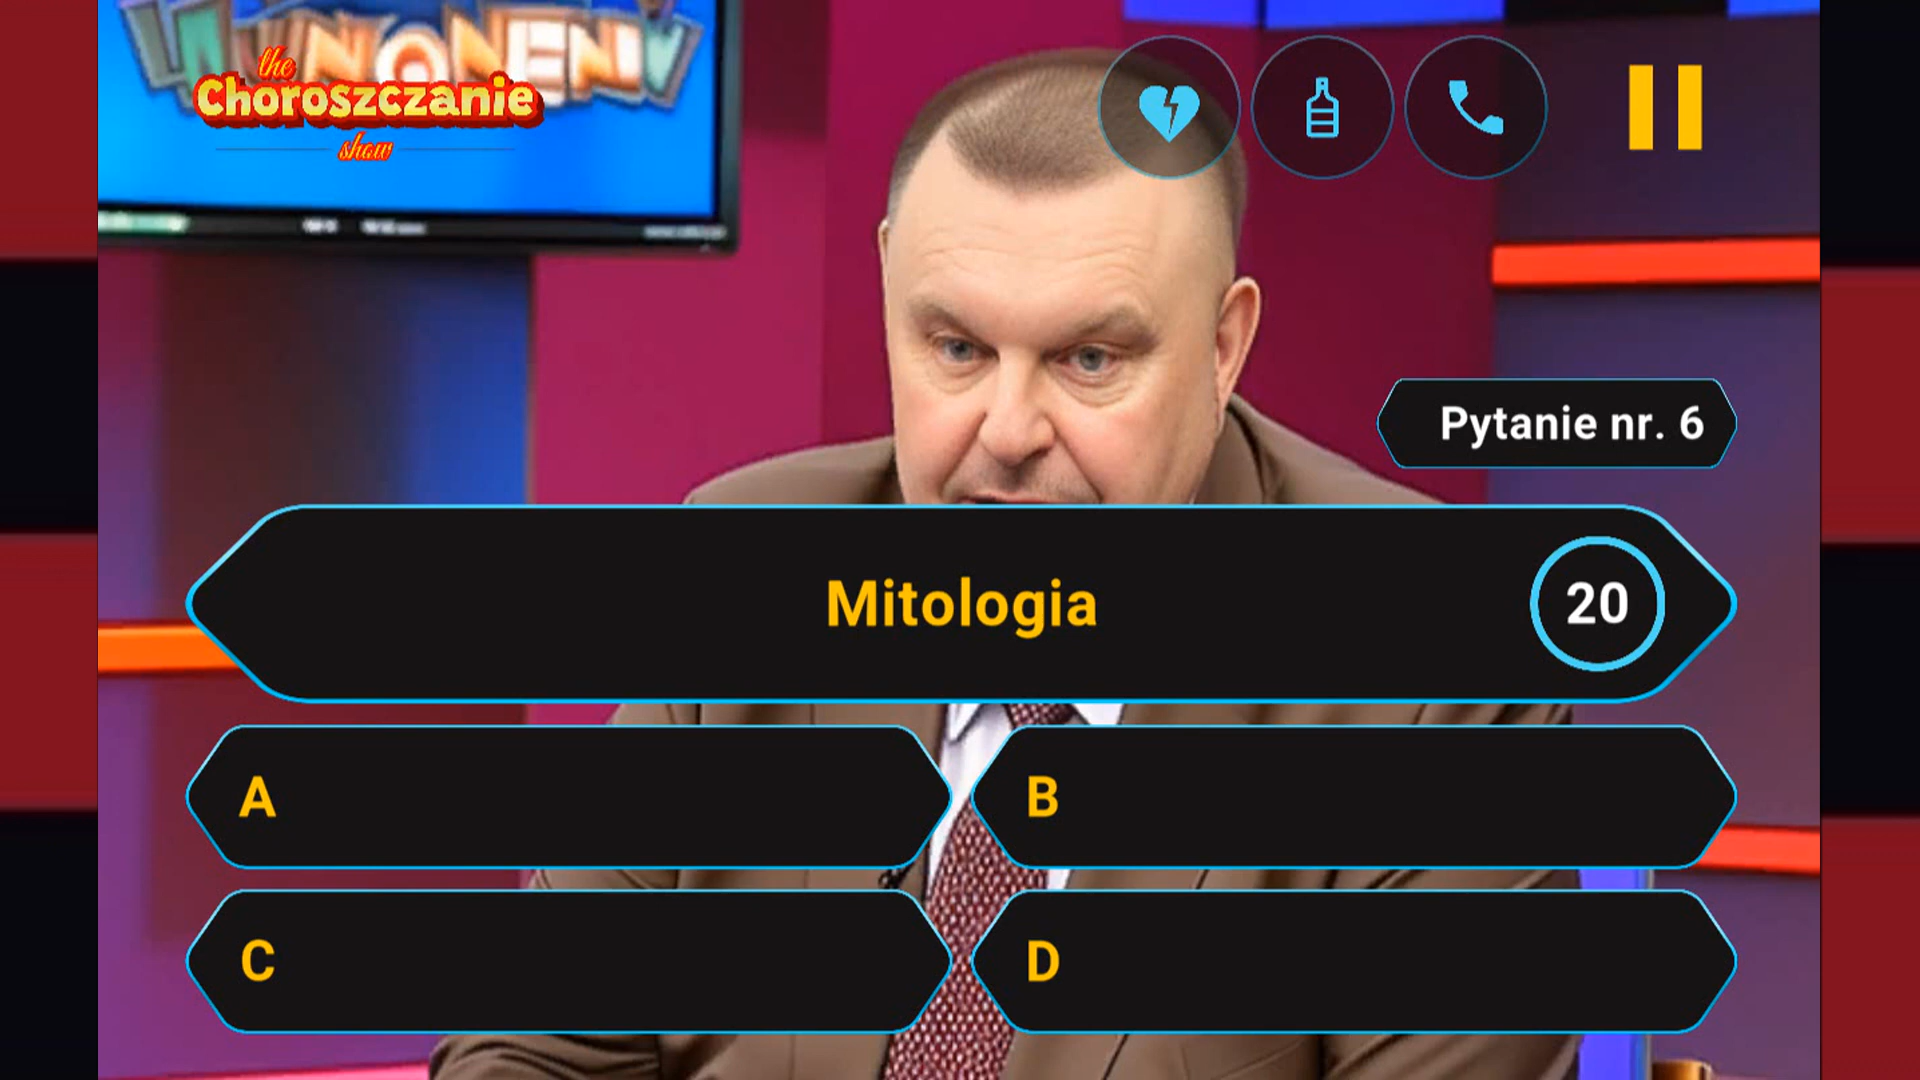 the
Choroszczanie
show
Pytanie nr. 6
Mitologia
20
A
B
C
D